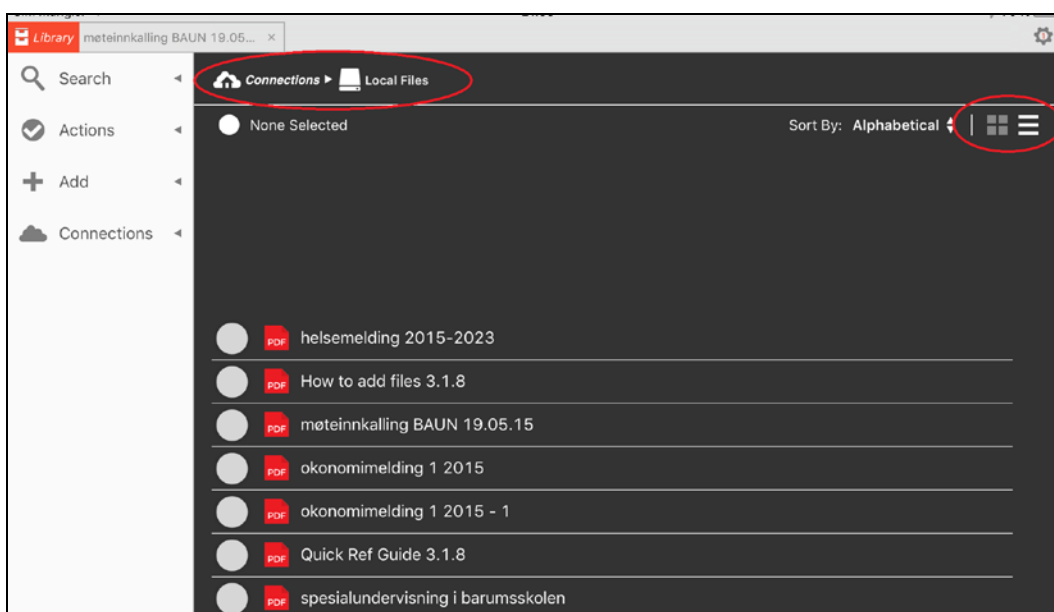 Library møteinnkalling BAUN 19.05... ×
Search
Actions
Add
Connections
Connections Local Files
None Selected
Sort By: Alphabetical
PDF helsemelding 2015-2023
PDF How to add files 3.1.8
PDF møteinnkalling BAUN 19.05.15
PDF okonomimelding 1 2015
PDF okonomimelding 1 2015 - 1
PDF Quick Ref Guide 3.1.8
PDF spesialundervisning i barumsskolen